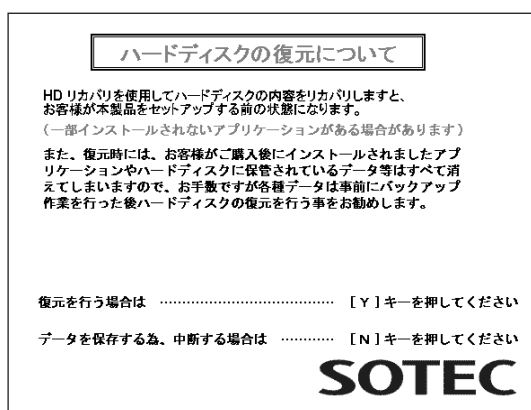 ハードディスクの復元について
HD リカバリを使用してハードディスクの内容をリカバリしますと、
お客様が本製品をセットアップする前の状態になります。
(一部インストールされないアプリケーションがある場合があります)
また、復元時には、お客様がご購入後にインストールされましたアプ
リケーションやハードディスクに保管されているデータ等はすべて消
えてしまいますので、お手数ですが各種データは事前にバックアップ
作業を行った後ハードディスクの復元を行う事をお勧めします。
復元を行う場合は ……………………………… [Y]キーを押してください
データを保存する為、中断する場合は ………… [N]キーを押してください
SOTEC